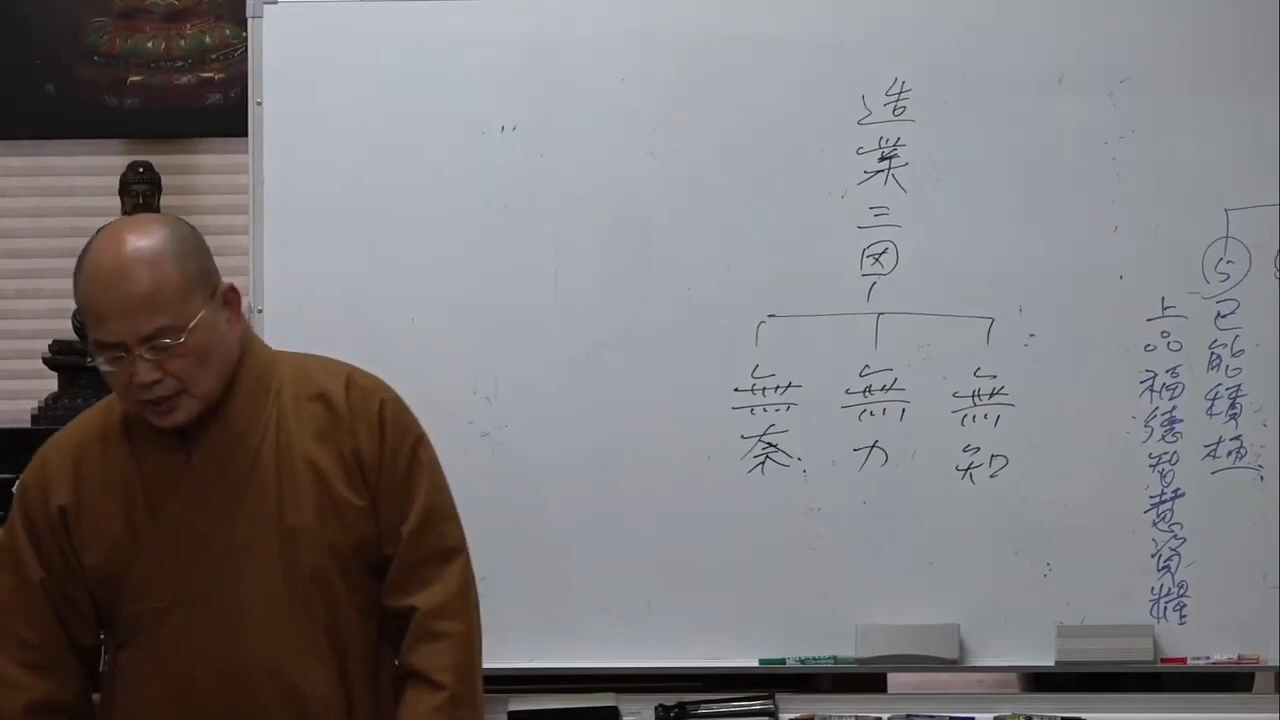 ⑤已能積植
上品福德智慧資糧
造業三因
無知
無力
無奈